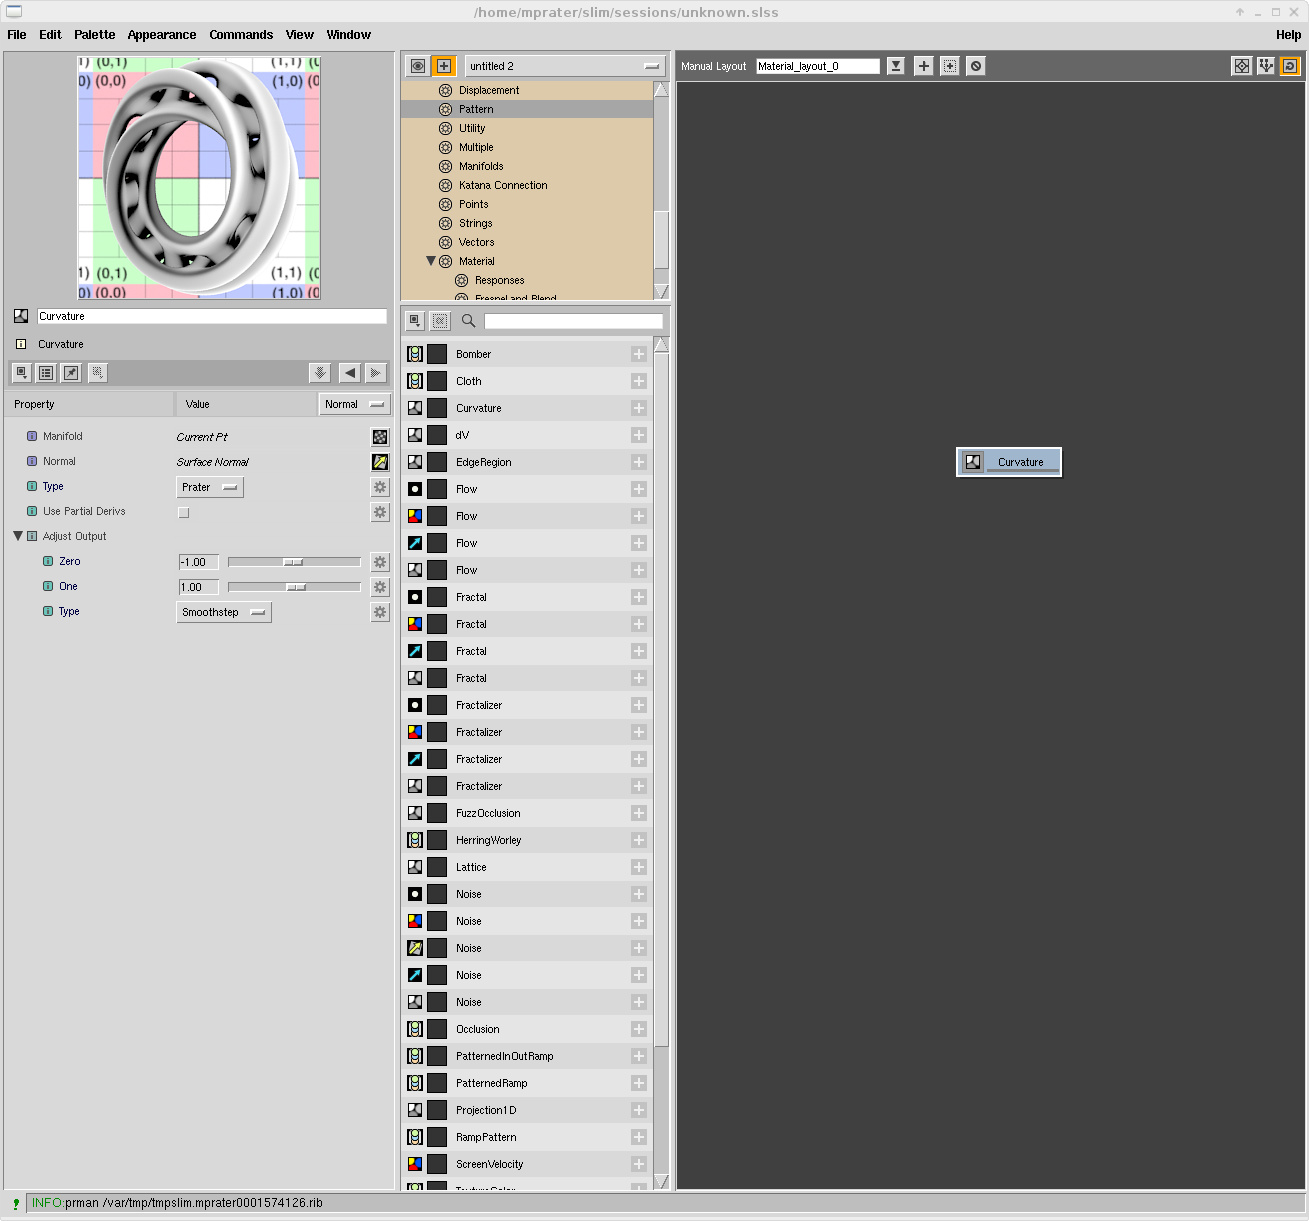 /home/mprater/slim/sessions/unknown.slss
File Edit Palette Appearance Commands View Window Help
1) (0,1) (1,1) (
0) (0,0) (1,0) (
1) (0,1) (1,1) (
0) (0,0) (1,0) (
Curvature
Curvature
Property Value Normal
Manifold Current Pt
Normal Surface Normal
Type Prater
Use Partial Derivs
Adjust Output
Zero -1.00
One 1.00
Type Smoothstep
untitled 2
Displacement
Pattern
Utility
Multiple
Manifolds
Katana Connection
Points
Strings
Vectors
Material
Responses
Fresnel and Blend
Bomber
Cloth
Curvature
dV
EdgeRegion
Flow
Flow
Flow
Flow
Fractal
Fractal
Fractal
Fractal
Fractalizer
Fractalizer
Fractalizer
Fractalizer
FuzzOcclusion
HerringWorley
Lattice
Noise
Noise
Noise
Noise
Noise
Occlusion
PatternedInOutRamp
PatternedRamp
Projection1D
RampPattern
ScreenVelocity
Manual Layout Material_layout_0
Curvature
INFO:prman /var/tmp/tmpslim.mprater0001574126.rib